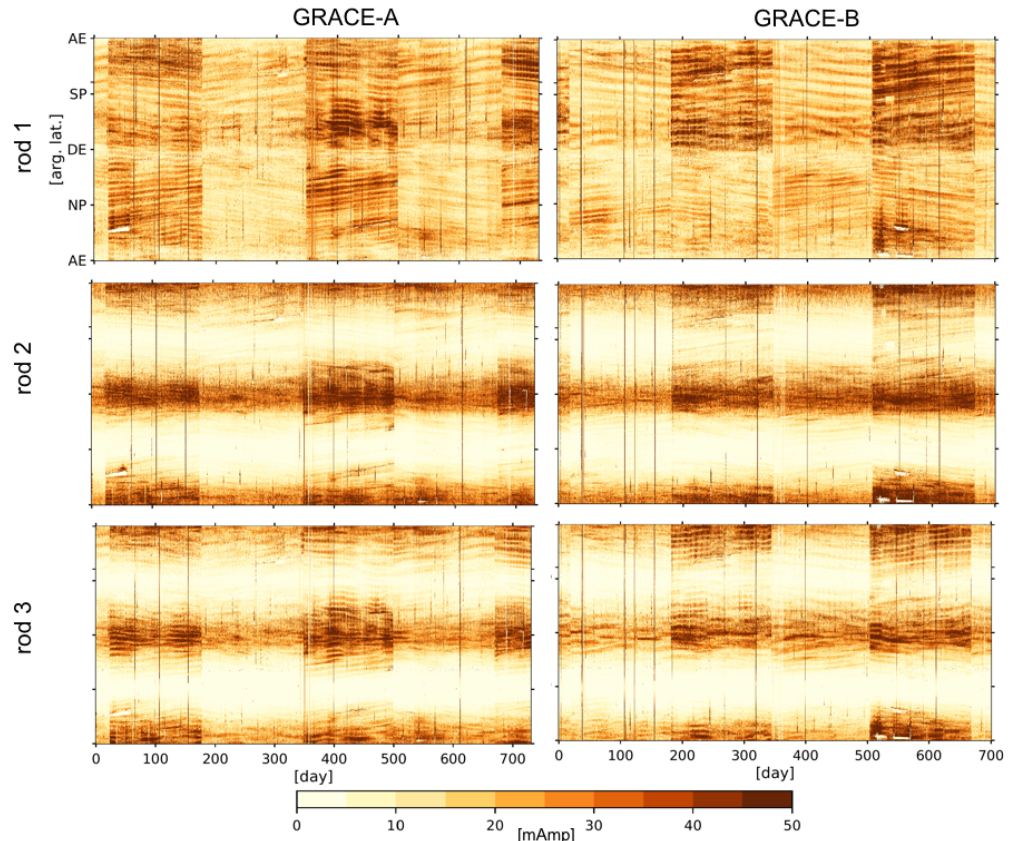 GRACE-A GRACE-B
rod 1
[arg. lat.]
AE
SP
DE
NP
AE
rod 2
rod 3
0 100 200 300 400 500 600 700
[day]
0 100 200 300 400 500 600 700
[day]
0 10 20 30 40 50
[mAmp]